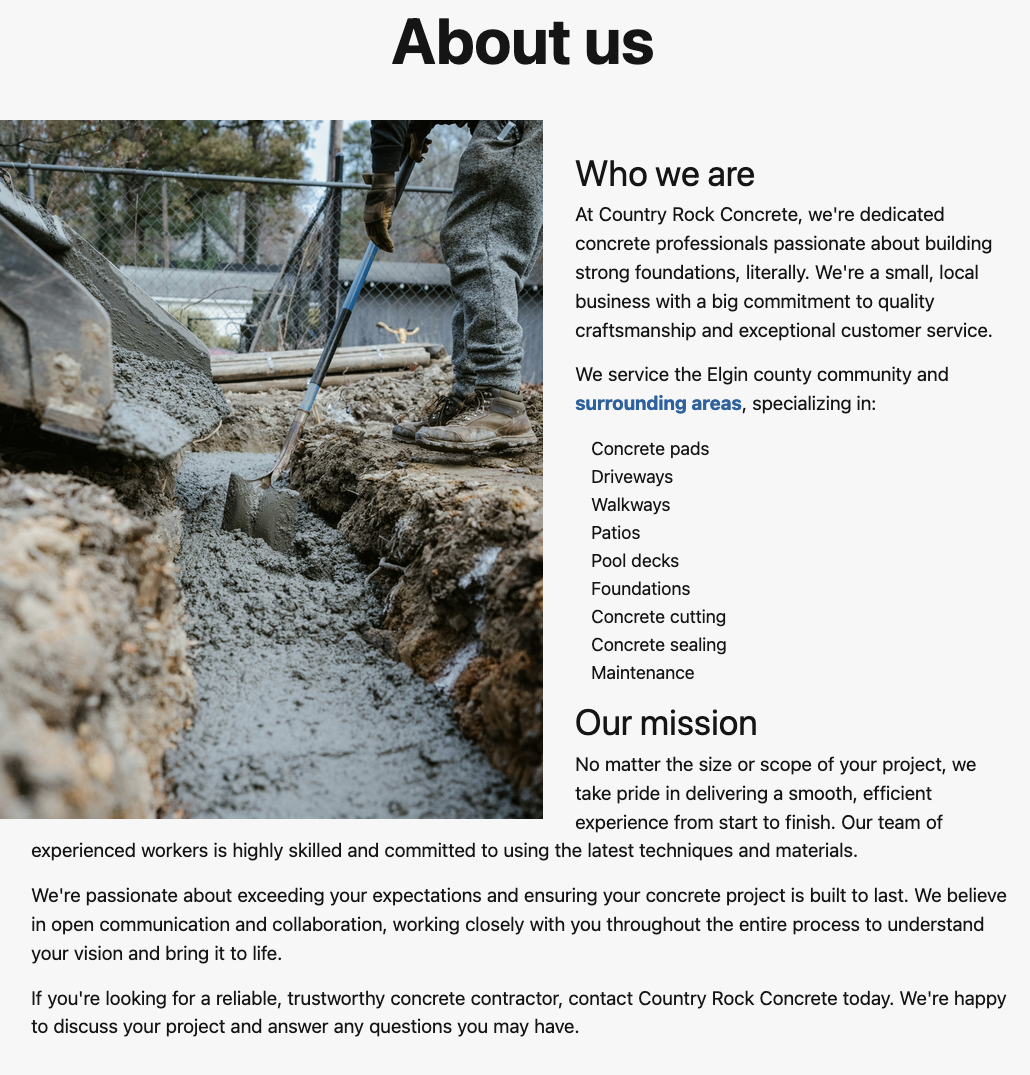 About us
Who we are
At Country Rock Concrete, we're dedicated
concrete professionals passionate about building
strong foundations, literally. We're a small, local
business with a big commitment to quality
craftsmanship and exceptional customer service.
We service the Elgin county community and
surrounding areas, specializing in:
Concrete pads
Driveways
Walkways
Patios
Pool decks
Foundations
Concrete cutting
Concrete sealing
Maintenance
Our mission
No matter the size or scope of your project, we
take pride in delivering a smooth, efficient
experience from start to finish. Our team of
experienced workers is highly skilled and committed to using the latest techniques and materials.
We're passionate about exceeding your expectations and ensuring your concrete project is built to last. We believe
in open communication and collaboration, working closely with you throughout the entire process to understand
your vision and bring it to life.
If you're looking for a reliable, trustworthy concrete contractor, contact Country Rock Concrete today. We're happy
to discuss your project and answer any questions you may have.